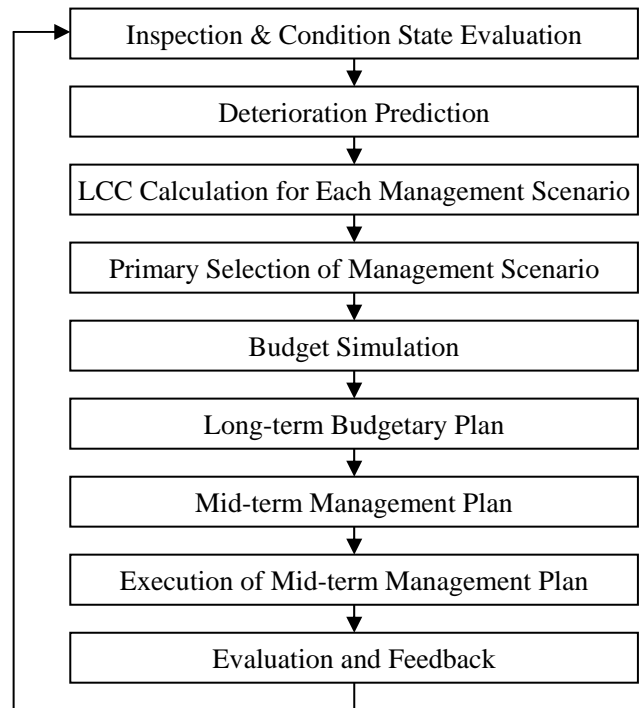 Inspection & Condition State Evaluation
Deterioration Prediction
LCC Calculation for Each Management Scenario
Primary Selection of Management Scenario
Budget Simulation
Long-term Budgetary Plan
Mid-term Management Plan
Execution of Mid-term Management Plan
Evaluation and Feedback